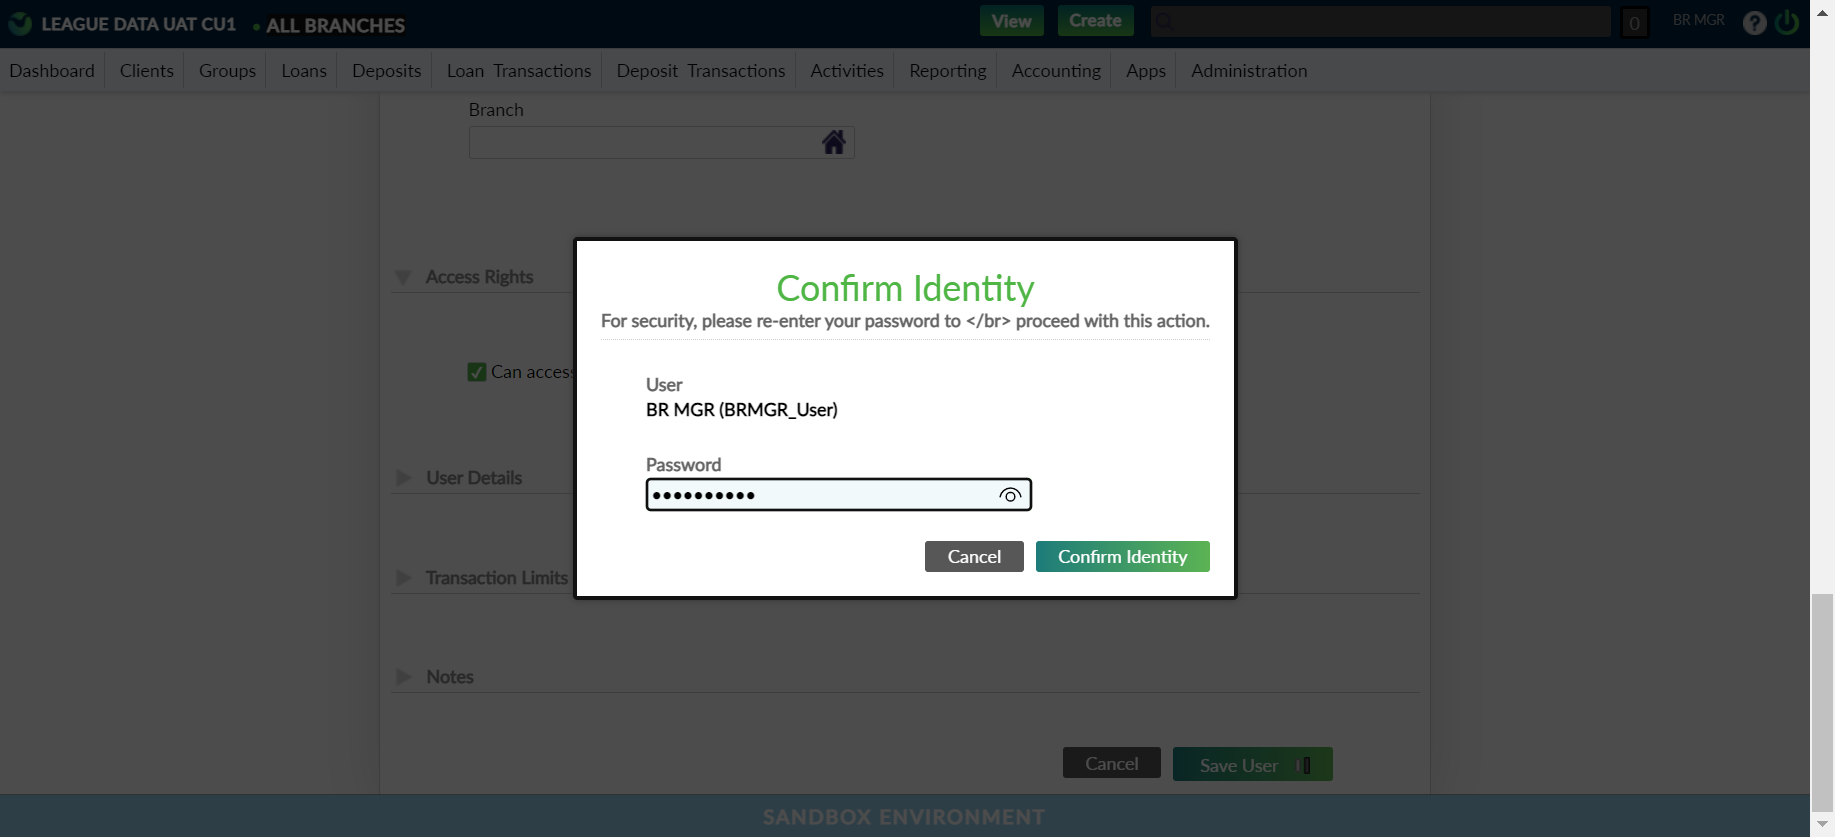 LEAGUE DATA UAT CU1 • ALL BRANCHES View Create 0 BR MGR ?
Dashboard Clients Groups Loans Deposits Loan Transactions Deposit Transactions Activities Reporting Accounting Apps Administration
Branch
Access Rights
Can access
Confirm Identity
For security, please re-enter your password to </br> proceed with this action.
User
BR MGR (BRMGR_User)
Password
••••••••••
Cancel Confirm Identity
User Details
Transaction Limits
Notes
Cancel Save User
SANDBOX ENVIRONMENT